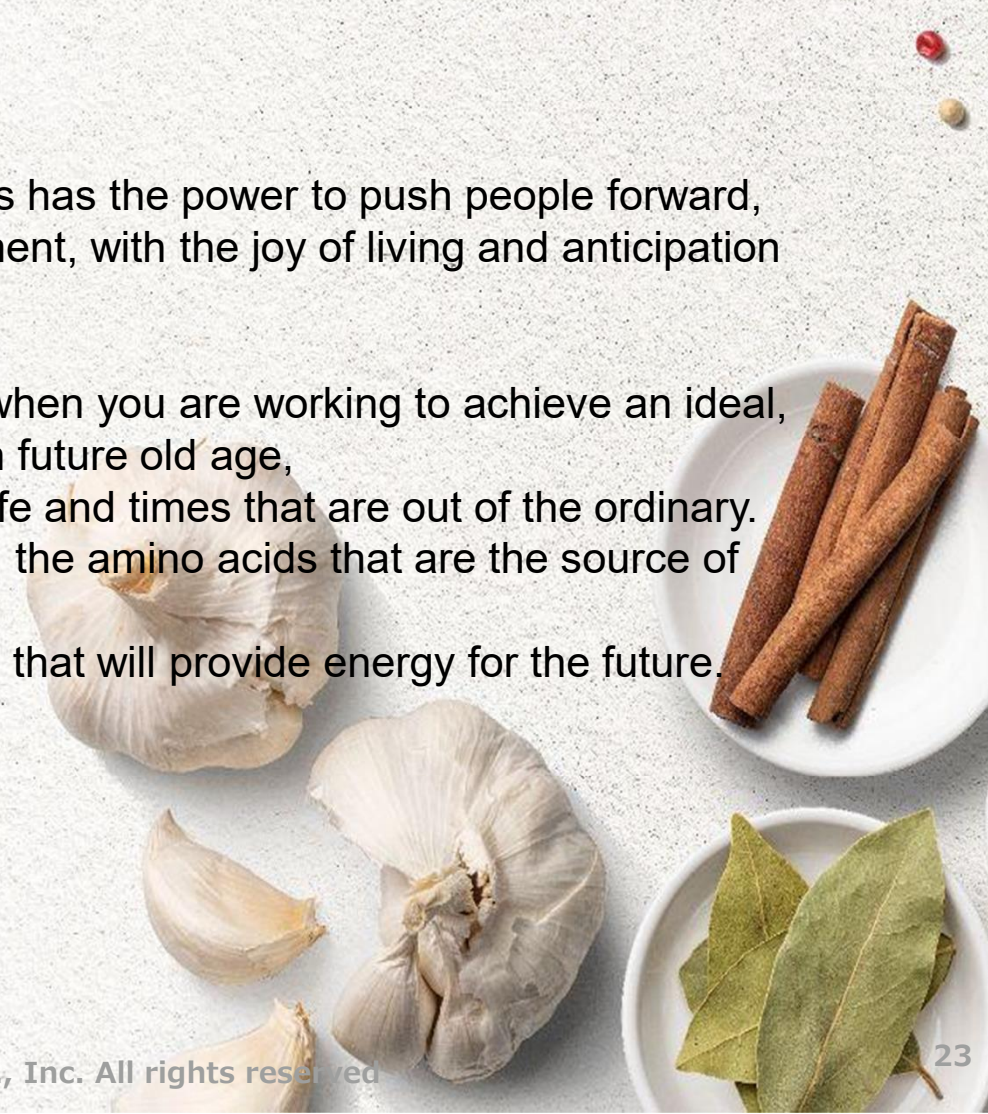 s has the power to push people forward,
ent, with the joy of living and anticipation
when you are working to achieve an ideal,
future old age,
fe and times that are out of the ordinary.
the amino acids that are the source of
that will provide energy for the future.
, Inc. All rights reserved
23